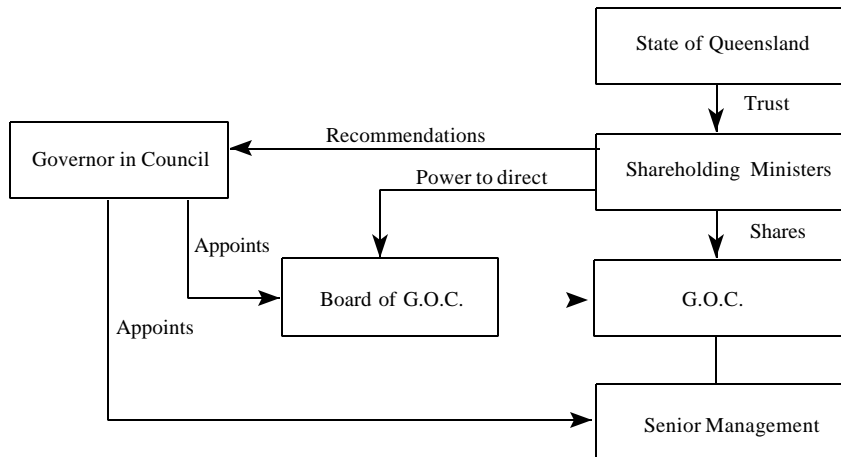 State of Queensland
Trust
Recommendations
Governor in Council
Shareholding Ministers
Power to direct
Shares
Appoints
Board of G.O.C.
G.O.C.
Appoints
Senior Management